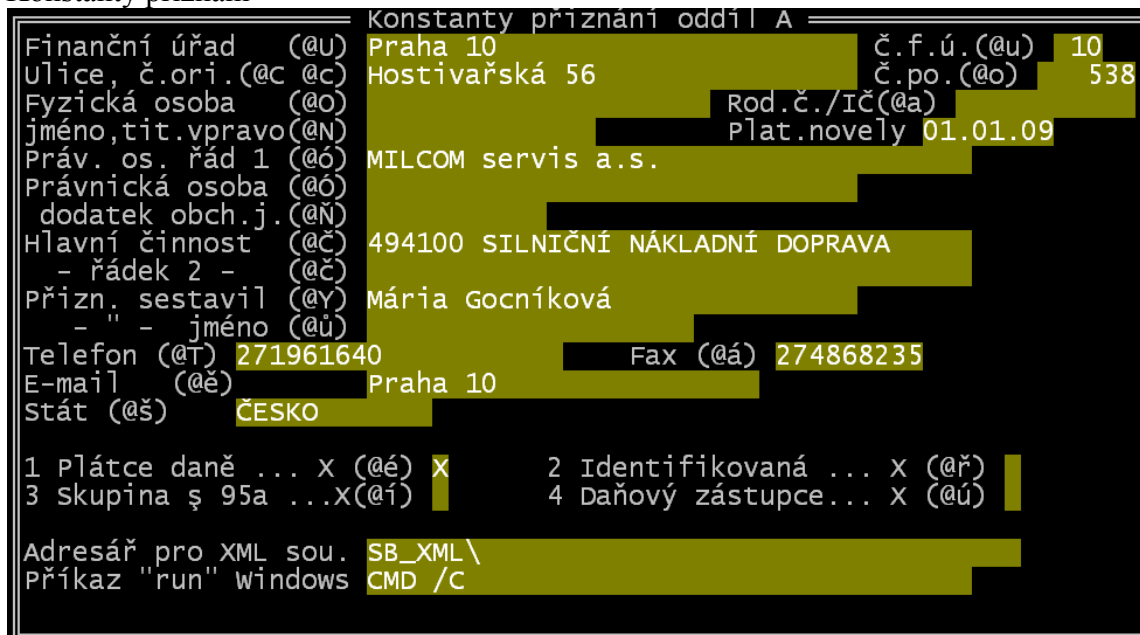 Konstanty přiznání oddíl A
Finanční úřad (@U) Praha 10 Č.f.ú.(@u) 10
Ulice, č.ori.(@C @c) Hostivařská 56 Č.po.(@o) 538
Fyzická osoba (@O) Rod.č./IČ(@a)
jméno,tit.vpravo(@N) Plat.novely 01.01.09
Práv. os. řád 1 (@ó) MILCOM servis a.s.
Právnická osoba (@Ó)
dodatek obch.j.(@Ň)
Hlavní činnost (@Č) 494100 SILNIČNÍ NÁKLADNÍ DOPRAVA
- řádek 2 - (@č)
Přizn. sestavil (@Y) Mária Gocníková
- " - jméno (@ů)
Telefon (@T) 271961640 Fax (@á) 274868235
E-mail (@ě) Praha 10
Stát (@š) ČESKO
1 Plátce daně ... X (@é) X 2 Identifikovaná ... X (@ř)
3 Skupina ş 95a ...X(@í) 4 Daňový zástupce... X (@ú)
Adresář pro XML sou. SB_XML\
Příkaz "run" Windows CMD /C